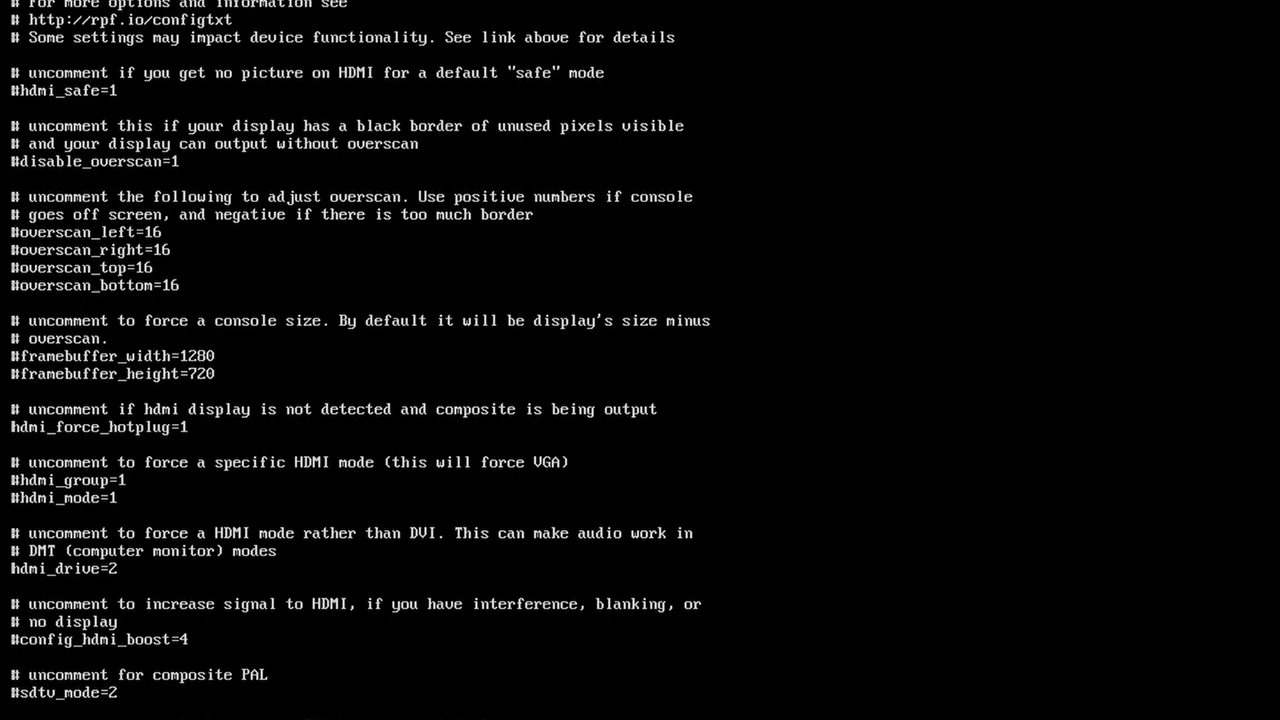 # For more options and information see
# http://rpf.io/configtxt
# Some settings may impact device functionality. See link above for details
# uncomment if you get no picture on HDMI for a default "safe" mode
#hdmi_safe=1
# uncomment this if your display has a black border of unused pixels visible
# and your display can output without overscan
#disable_overscan=1
# uncomment the following to adjust overscan. Use positive numbers if console
# goes off screen, and negative if there is too much border
#overscan_left=16
#overscan_right=16
#overscan_top=16
#overscan_bottom=16
# uncomment to force a console size. By default it will be display's size minus
# overscan.
#framebuffer_width=1280
#framebuffer_height=720
# uncomment if hdmi display is not detected and composite is being output
hdmi_force_hotplug=1
# uncomment to force a specific HDMI mode (this will force VGA)
#hdmi_group=1
#hdmi_mode=1
# uncomment to force a HDMI mode rather than DVI. This can make audio work in
# DMT (computer monitor) modes
hdmi_drive=2
# uncomment to increase signal to HDMI, if you have interference, blanking, or
# no display
#config_hdmi_boost=4
# uncomment for composite PAL
#sdtv_mode=2